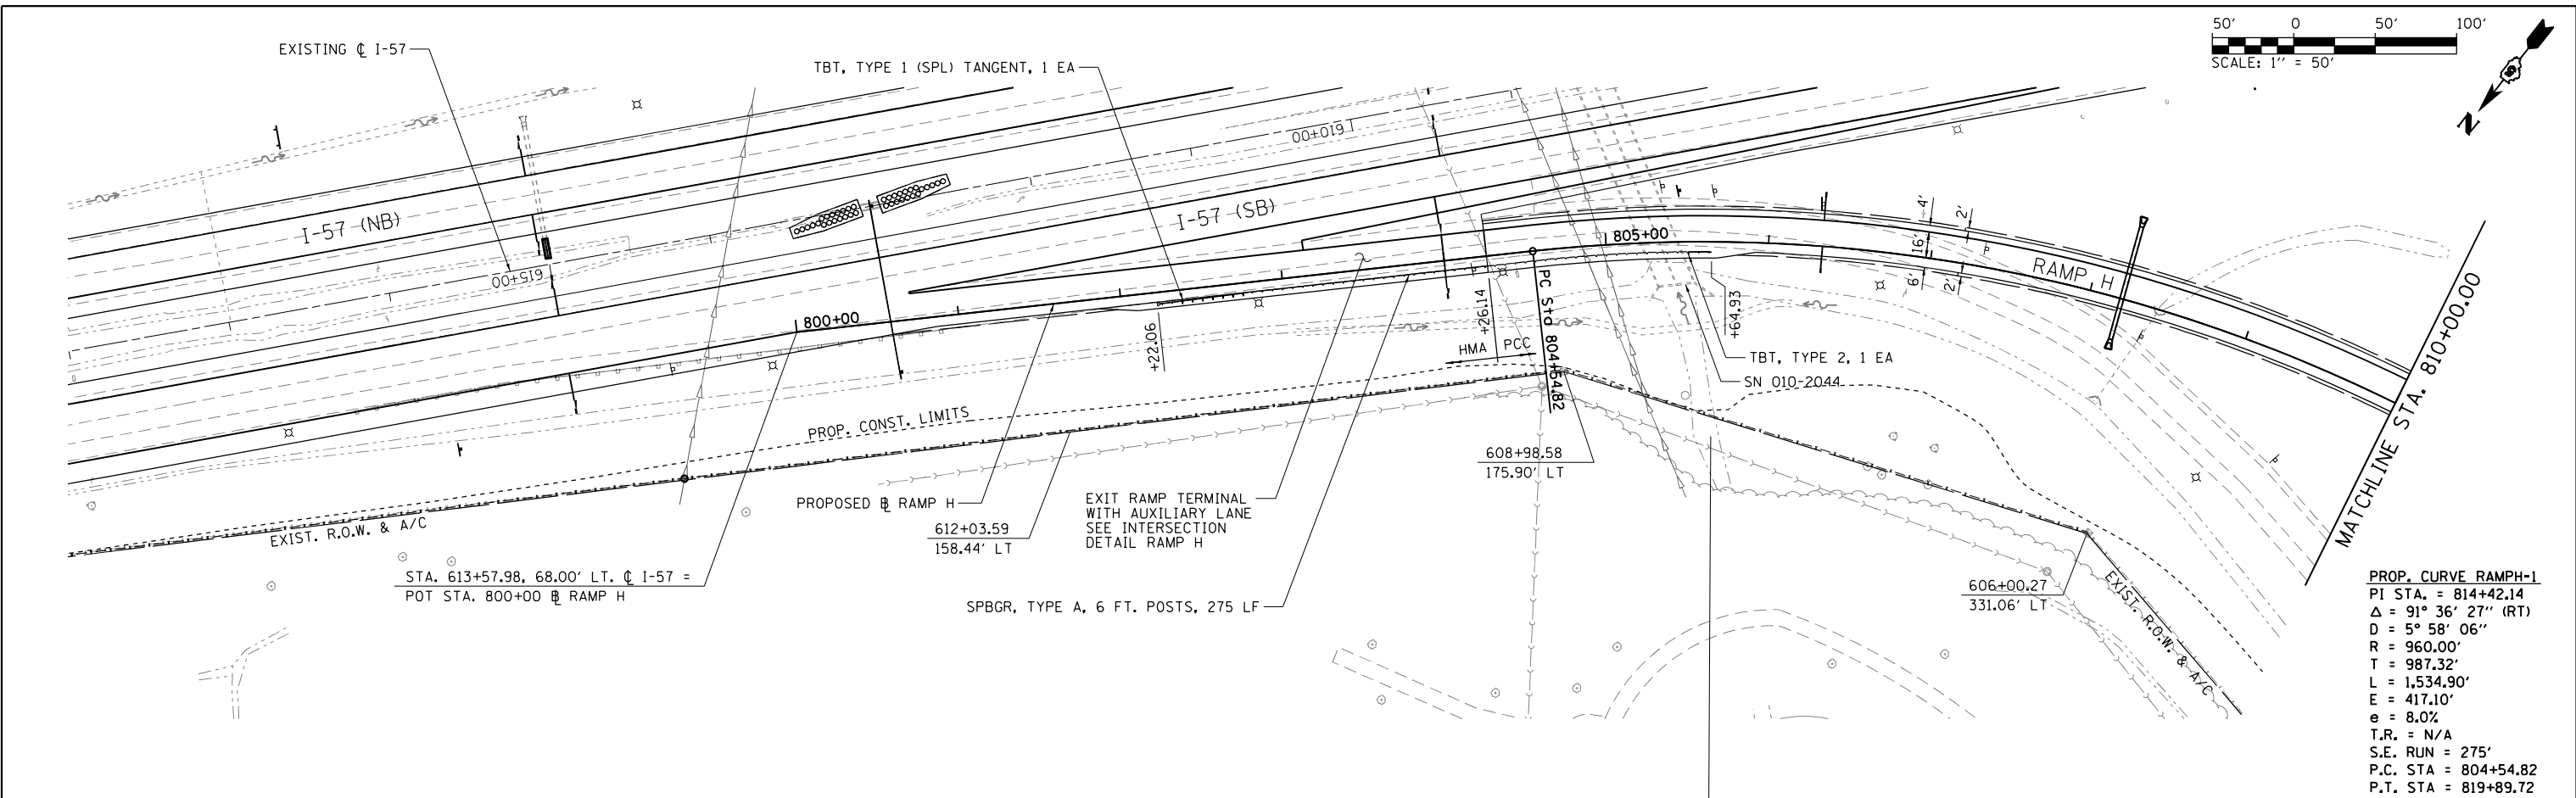 50' 0 50' 100'
SCALE: 1'' = 50'
N
EXISTING ℄ I-57
TBT, TYPE 1 (SPL) TANGENT, 1 EA
610+00
I-57 (NB)
I-57 (SB)
615+00
800+00
805+00
4'
2'
16'
6'
2'
RAMP H
+22.06
+26.14
+64.93
PC Sta 804+54.82
HMA PCC
TBT, TYPE 2, 1 EA
SN 010-2044
MATCHLINE STA. 810+00.00
PROP. CONST. LIMITS
EXIST. R.O.W. & A/C
608+98.58
175.90' LT
PROPOSED B RAMP H
612+03.59
158.44' LT
EXIT RAMP TERMINAL
WITH AUXILIARY LANE
SEE INTERSECTION
DETAIL RAMP H
STA. 613+57.98, 68.00' LT. ℄ I-57 =
POT STA. 800+00 B RAMP H
SPBGR, TYPE A, 6 FT. POSTS, 275 LF
606+00.27
331.06' LT
EXIST. R.O.W. & A/C
PROP. CURVE RAMPH-1
PI STA. = 814+42.14
Δ = 91° 36' 27'' (RT)
D = 5° 58' 06''
R = 960.00'
T = 987.32'
L = 1,534.90'
E = 417.10'
e = 8.0%
T.R. = N/A
S.E. RUN = 275'
P.C. STA = 804+54.82
P.T. STA = 819+89.72